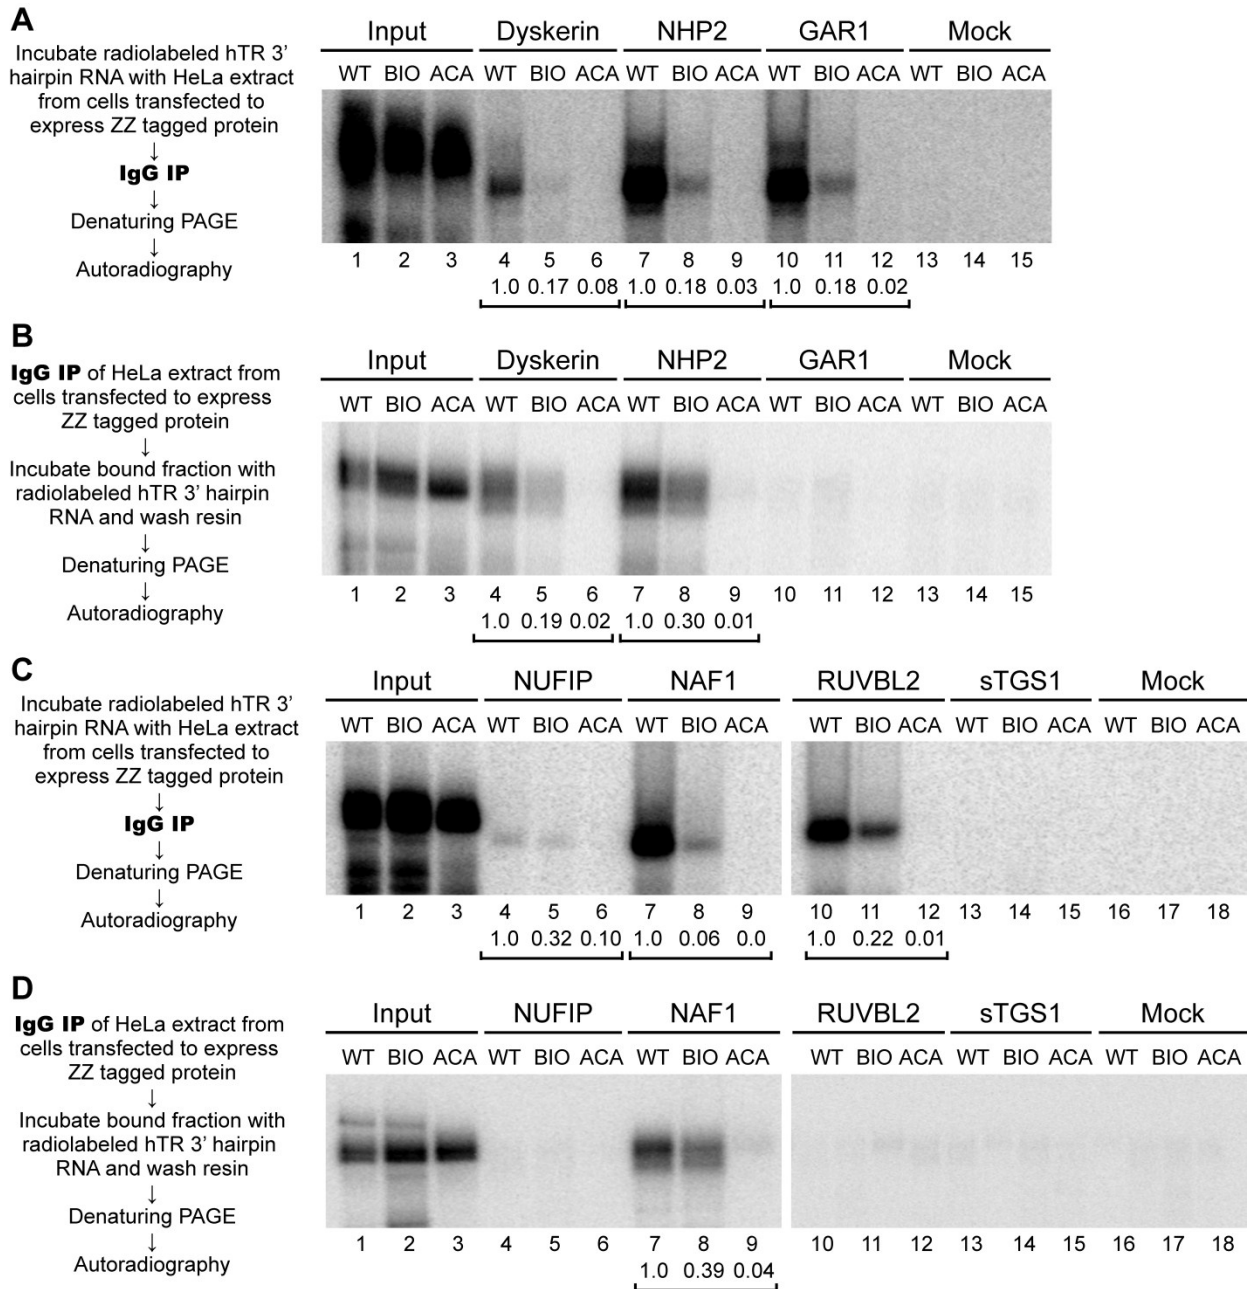 A
Incubate radiolabeled hTR 3'
hairpin RNA with HeLa extract
from cells transfected to
express ZZ tagged protein
↓
IgG IP
↓
Denaturing PAGE
↓
Autoradiography
Input Dyskerin NHP2 GAR1 Mock
WT BIO ACA WT BIO ACA WT BIO ACA WT BIO ACA WT BIO ACA
1 2 3 4 5 6 7 8 9 10 11 12 13 14 15
1.0 0.17 0.08 1.0 0.18 0.03 1.0 0.18 0.02
B
IgG IP of HeLa extract from
cells transfected to express
ZZ tagged protein
↓
Incubate bound fraction with
radiolabeled hTR 3' hairpin
RNA and wash resin
↓
Denaturing PAGE
↓
Autoradiography
Input Dyskerin NHP2 GAR1 Mock
WT BIO ACA WT BIO ACA WT BIO ACA WT BIO ACA WT BIO ACA
1 2 3 4 5 6 7 8 9 10 11 12 13 14 15
1.0 0.19 0.02 1.0 0.30 0.01
C
Incubate radiolabeled hTR 3'
hairpin RNA with HeLa extract
from cells transfected to
express ZZ tagged protein
↓
IgG IP
↓
Denaturing PAGE
↓
Autoradiography
Input NUFIP NAF1 RUVBL2 sTGS1 Mock
WT BIO ACA WT BIO ACA WT BIO ACA WT BIO ACA WT BIO ACA WT BIO ACA
1 2 3 4 5 6 7 8 9 10 11 12 13 14 15 16 17 18
1.0 0.32 0.10 1.0 0.06 0.0 1.0 0.22 0.01
D
IgG IP of HeLa extract from
cells transfected to express
ZZ tagged protein
↓
Incubate bound fraction with
radiolabeled hTR 3' hairpin
RNA and wash resin
↓
Denaturing PAGE
↓
Autoradiography
Input NUFIP NAF1 RUVBL2 sTGS1 Mock
WT BIO ACA WT BIO ACA WT BIO ACA WT BIO ACA WT BIO ACA WT BIO ACA
1 2 3 4 5 6 7 8 9 10 11 12 13 14 15 16 17 18
1.0 0.39 0.04